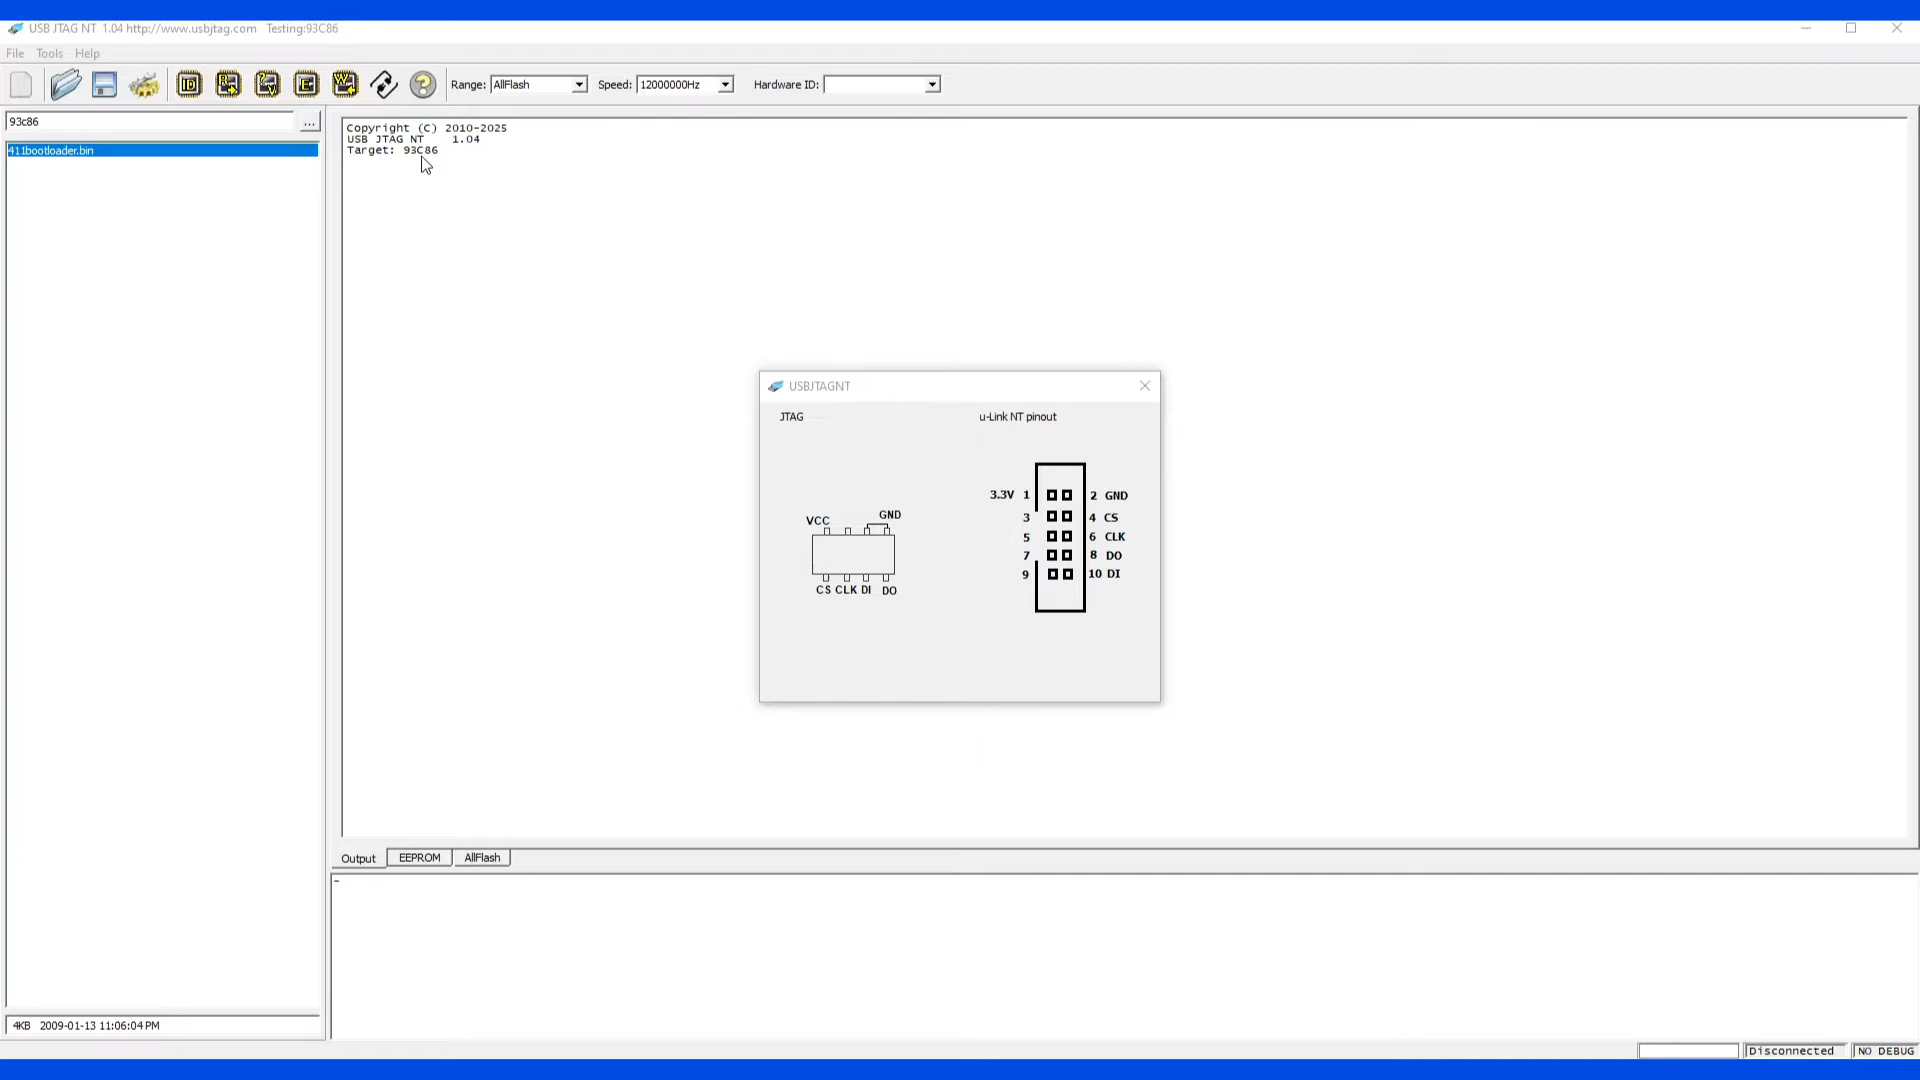 USB JTAG NT 1.04 http://www.usbjtag.com Testing:93C86
File Tools Help
ID R ? V E W Range: AllFlash Speed: 12000000Hz Hardware ID:
93c86 ...
411bootloader.bin
Copyright (C) 2010-2025
USB JTAG NT 1.04
Target: 93C86
USBJTAGNT
JTAG u-Link NT pinout
VCC GND
CS CLK DI DO
3.3V 1 2 GND
3 4 CS
5 6 CLK
7 8 DO
9 10 DI
Output EEPROM AllFlash
-
4KB 2009-01-13 11:06:04 PM
Disconnected NO DEBUG